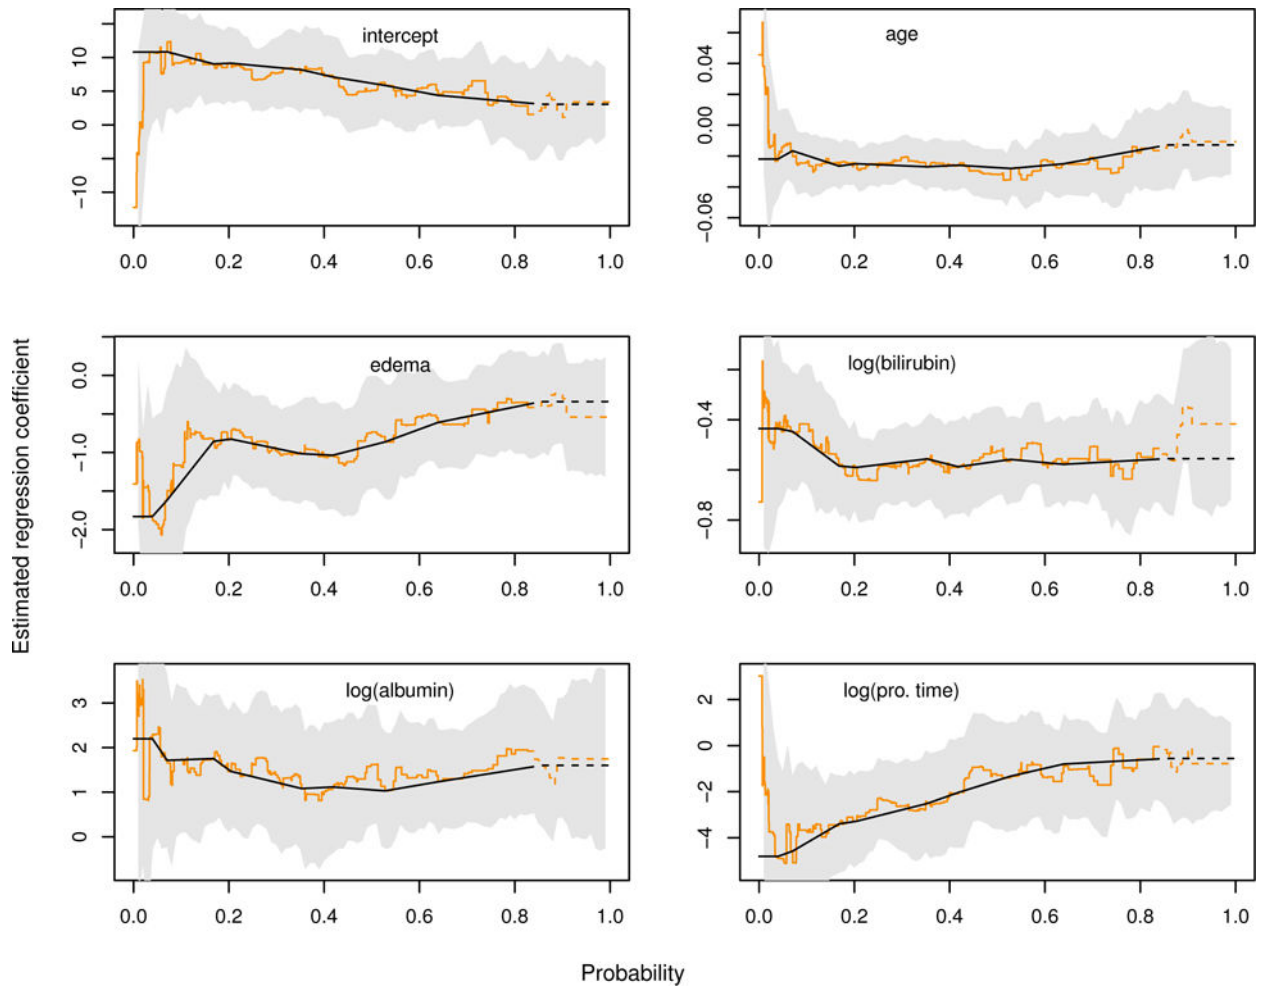 intercept
10
5
0
−10
0.0 0.2 0.4 0.6 0.8 1.0
age
0.04
0.00
−0.06
0.0 0.2 0.4 0.6 0.8 1.0
Estimated regression coefficient
edema
0.0
−1.0
−2.0
0.0 0.2 0.4 0.6 0.8 1.0
log(bilirubin)
−0.4
−0.8
0.0 0.2 0.4 0.6 0.8 1.0
log(albumin)
3
2
1
0
0.0 0.2 0.4 0.6 0.8 1.0
log(pro. time)
2
0
−2
−4
0.0 0.2 0.4 0.6 0.8 1.0
Probability